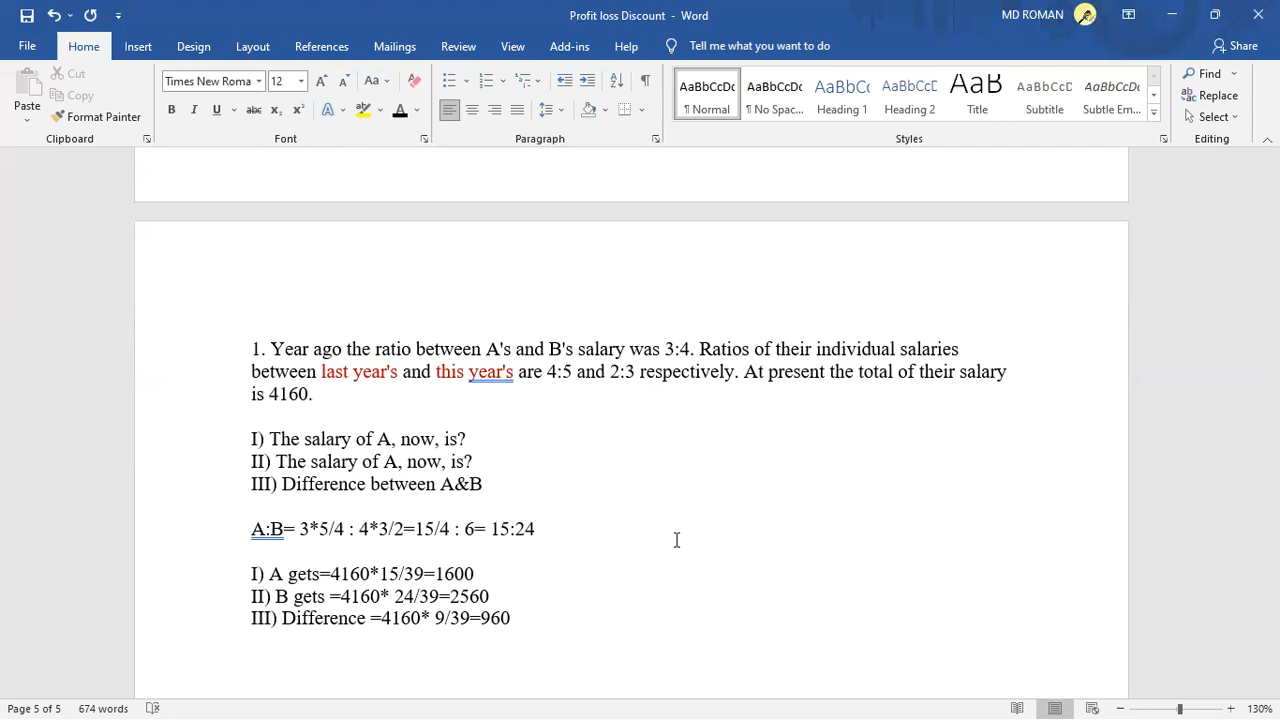 Profit loss Discount - Word
MD ROMAN
File Home Insert Design Layout References Mailings Review View Add-ins Help Tell me what you want to do Share
Paste
Cut
Copy
Format Painter
Clipboard
Times New Roma 12
Font
Paragraph
AaBbCcDc AaBbCcDc AaBbC AaBbCcD AaB AaBbCcD AaBbCcDc
¶ Normal ¶ No Spac... Heading 1 Heading 2 Title Subtitle Subtle Em...
Styles
Find
Replace
Select
Editing
1. Year ago the ratio between A's and B's salary was 3:4. Ratios of their individual salaries
between last year's and this year's are 4:5 and 2:3 respectively. At present the total of their salary
is 4160.
I) The salary of A, now, is?
II) The salary of A, now, is?
III) Difference between A&B
A:B= 3*5/4 : 4*3/2=15/4 : 6= 15:24
I) A gets=4160*15/39=1600
II) B gets =4160* 24/39=2560
III) Difference =4160* 9/39=960
Page 5 of 5 674 words 130%